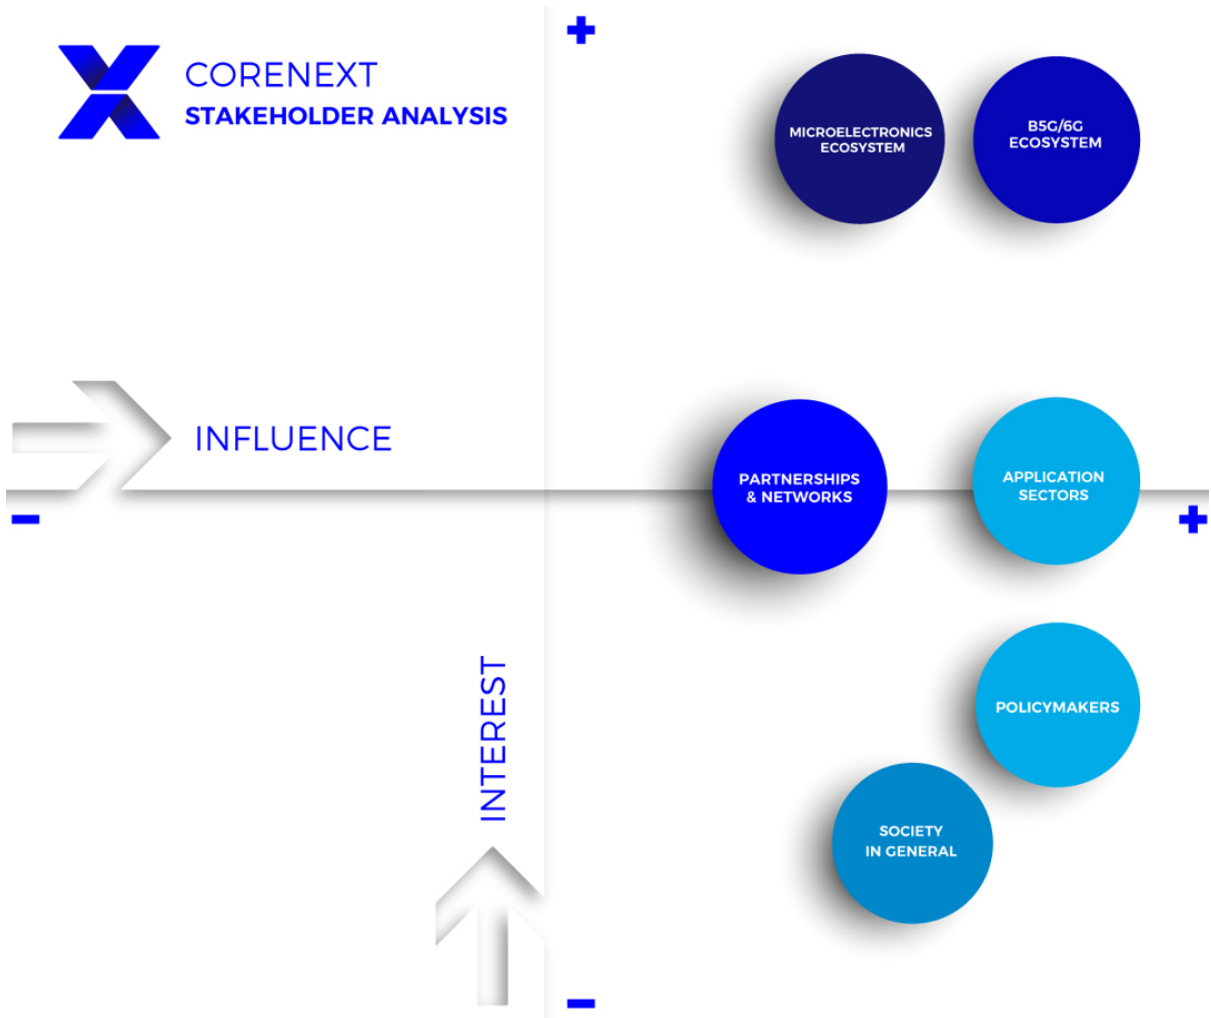 CORENEXT
STAKEHOLDER ANALYSIS
+
MICROELECTRONICS
ECOSYSTEM
B5G/6G
ECOSYSTEM
INFLUENCE
PARTNERSHIPS
& NETWORKS
APPLICATION
SECTORS
-
+
INTEREST
POLICYMAKERS
SOCIETY
IN GENERAL
-